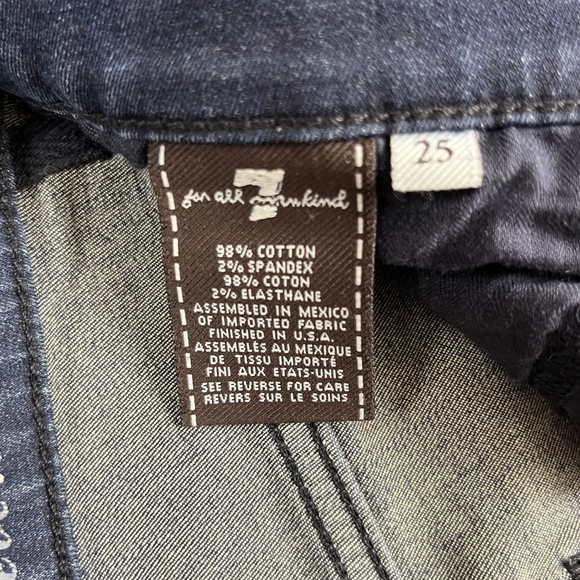 7
for all mankind
25
98% COTTON
2% SPANDEX
98% COTON
2% ELASTHANE
ASSEMBLED IN MEXICO
OF IMPORTED FABRIC
FINISHED IN U.S.A.
ASSEMBLÉS AU MEXIQUE
DE TISSU IMPORTÉ
FINI AUX ETATS-UNIS
SEE REVERSE FOR CARE
REVERS SUR LE SOINS